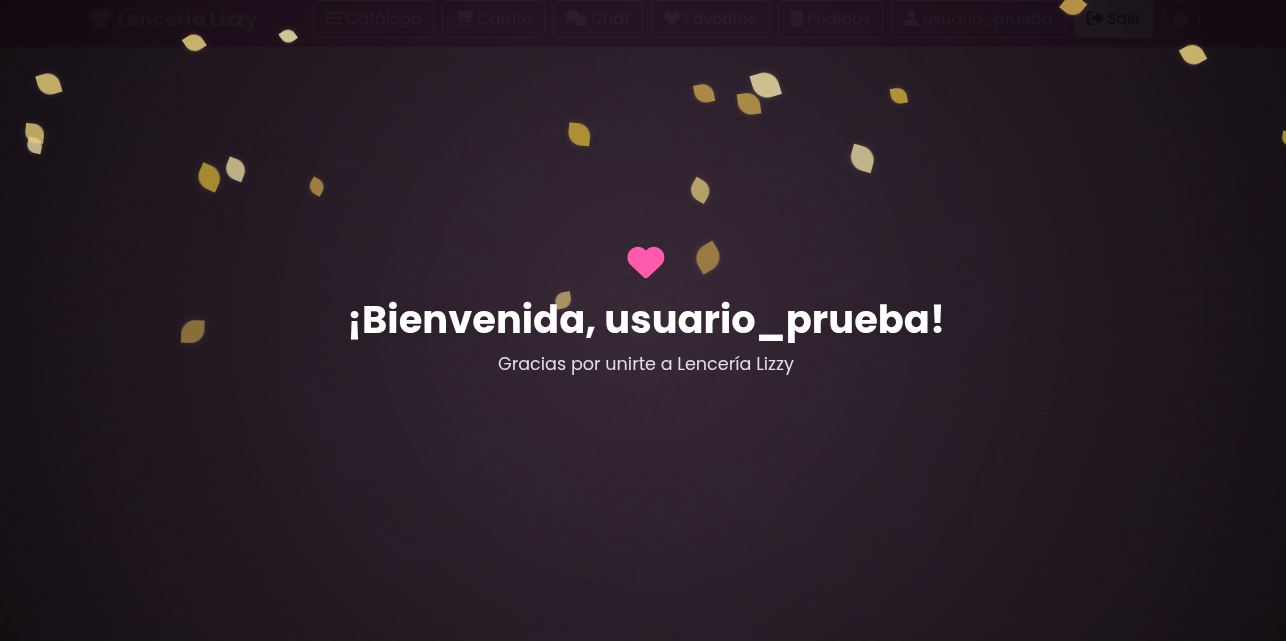 Lencería Lizzy
Catálogo
Carrito
Chat
Favoritos
Pedidos
usuario_prueba
Salir
¡Bienvenida, usuario_prueba!
Gracias por unirte a Lencería Lizzy